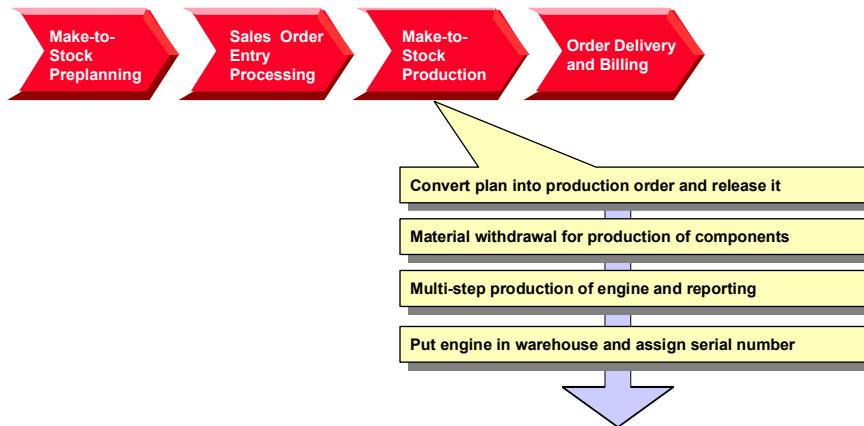 Make-to-
Stock
Preplanning
Sales Order
Entry
Processing
Make-to-
Stock
Production
Order Delivery
and Billing
Convert plan into production order and release it
Material withdrawal for production of components
Multi-step production of engine and reporting
Put engine in warehouse and assign serial number